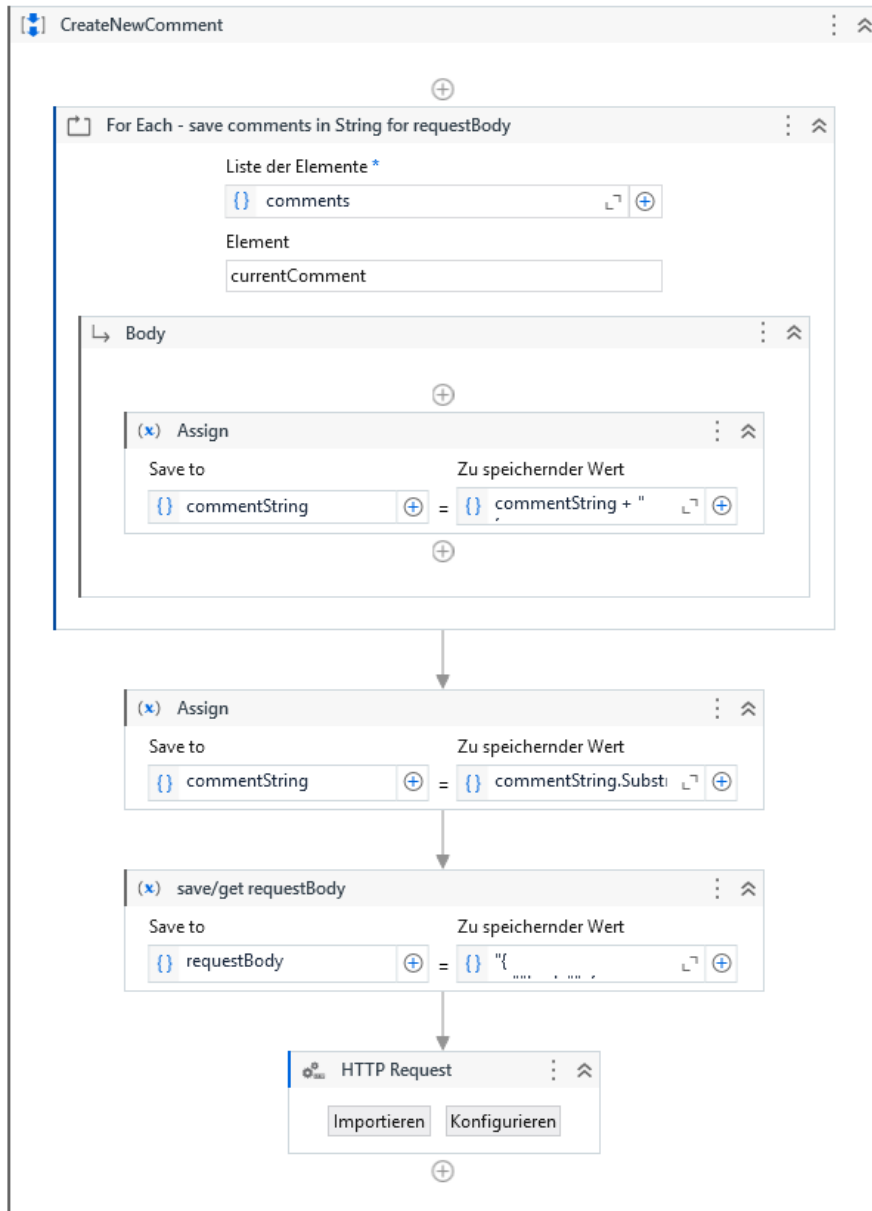 CreateNewComment
For Each - save comments in String for requestBody
Liste der Elemente *
{} comments
Element
currentComment
Body
(x) Assign
Save to Zu speichernder Wert
{} commentString = {} commentString + "
(x) Assign
Save to Zu speichernder Wert
{} commentString = {} commentString.Substr
(x) save/get requestBody
Save to Zu speichernder Wert
{} requestBody = {} "{
HTTP Request
Importieren Konfigurieren